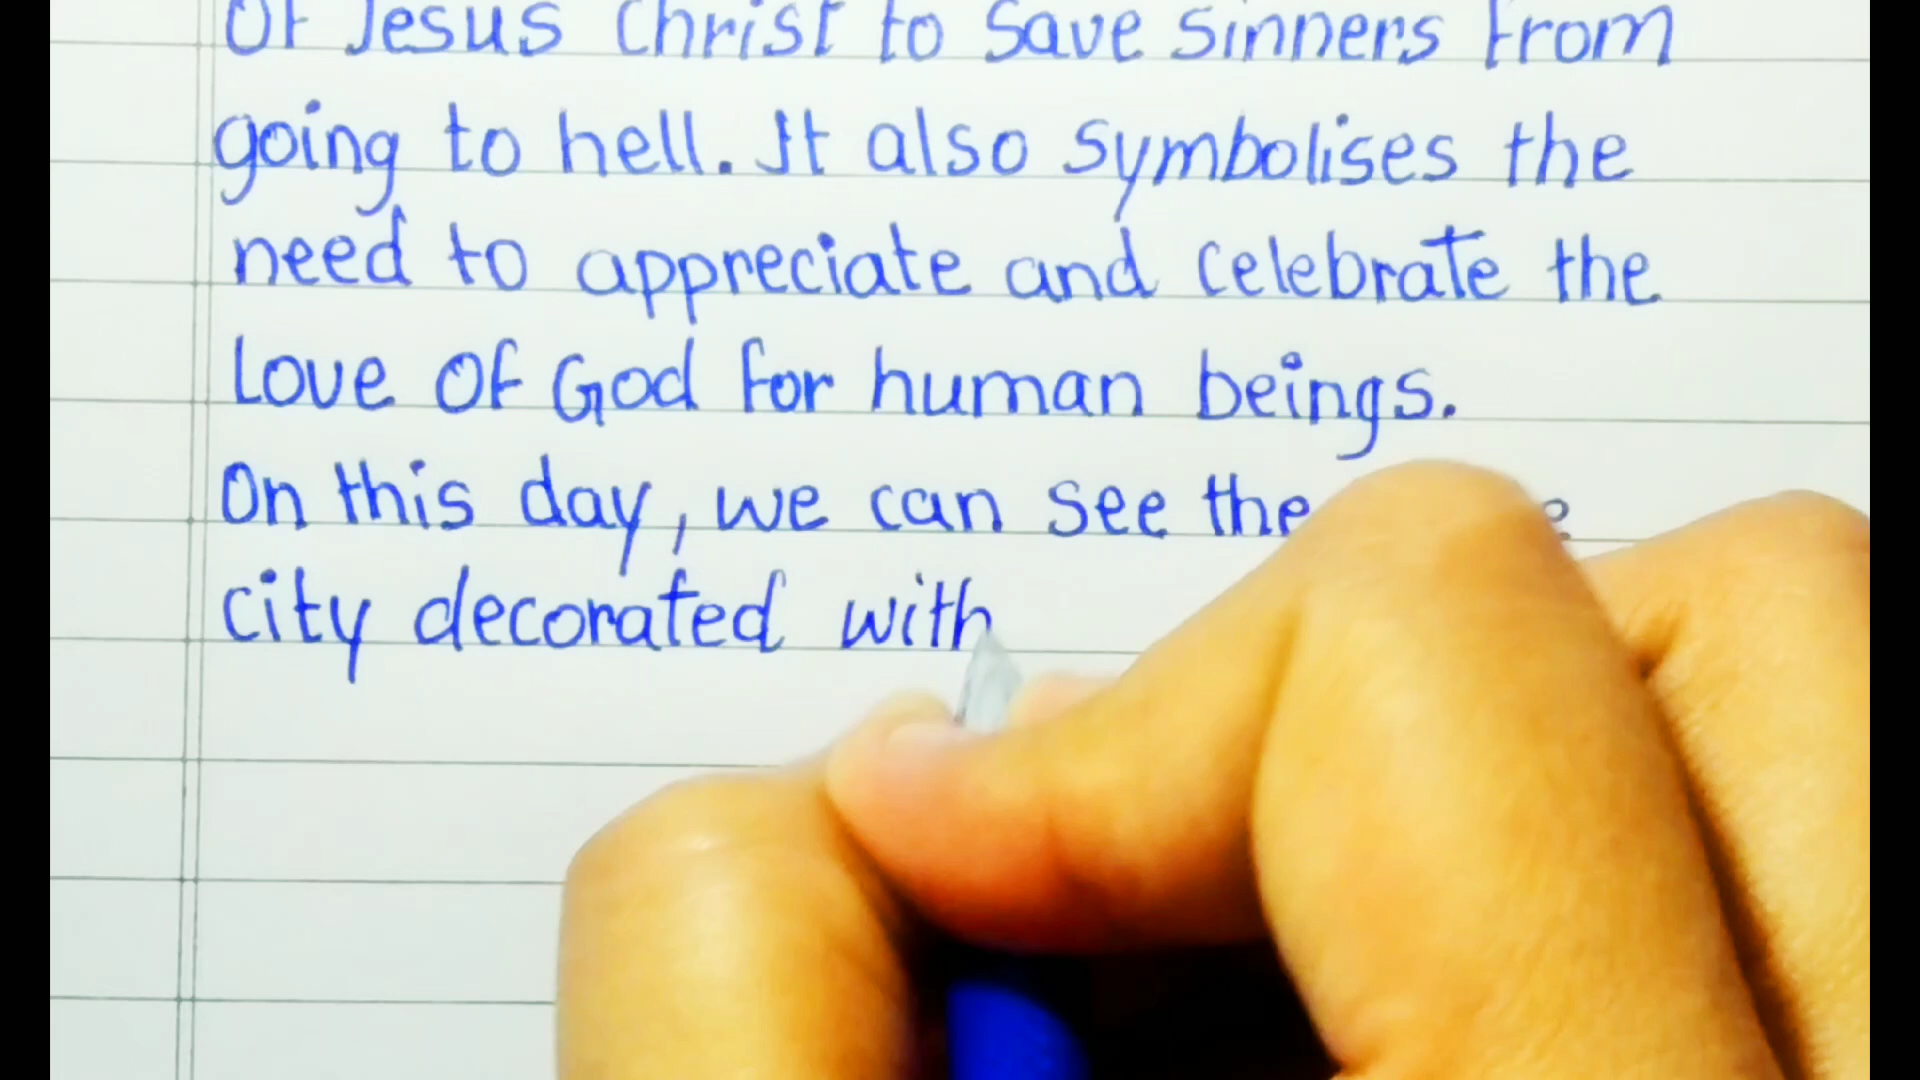 Of Jesus Christ to Save Sinners from
going to hell. It also symbolises the
need to appreciate and celebrate the
Love Of God for human beings.
On this day, we can see the
city decorated with